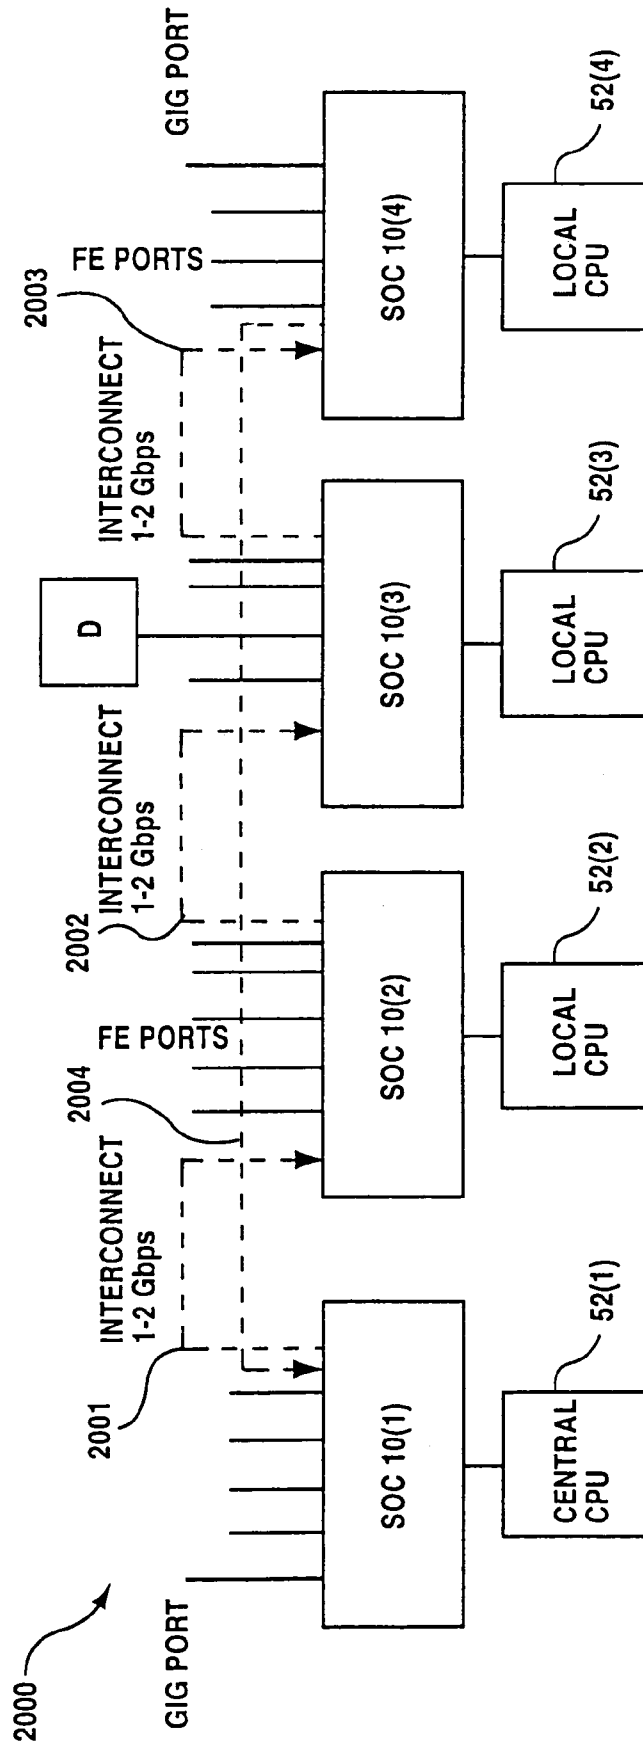 2000
GIG PORT
2001
INTERCONNECT
1-2 Gbps
2004
FE PORTS
2002
INTERCONNECT
1-2 Gbps
D
INTERCONNECT
1-2 Gbps
2003
FE PORTS
GIG PORT
SOC 10(1)
SOC 10(2)
SOC 10(3)
SOC 10(4)
CENTRAL
CPU
52(1)
LOCAL
CPU
52(2)
LOCAL
CPU
52(3)
LOCAL
CPU
52(4)